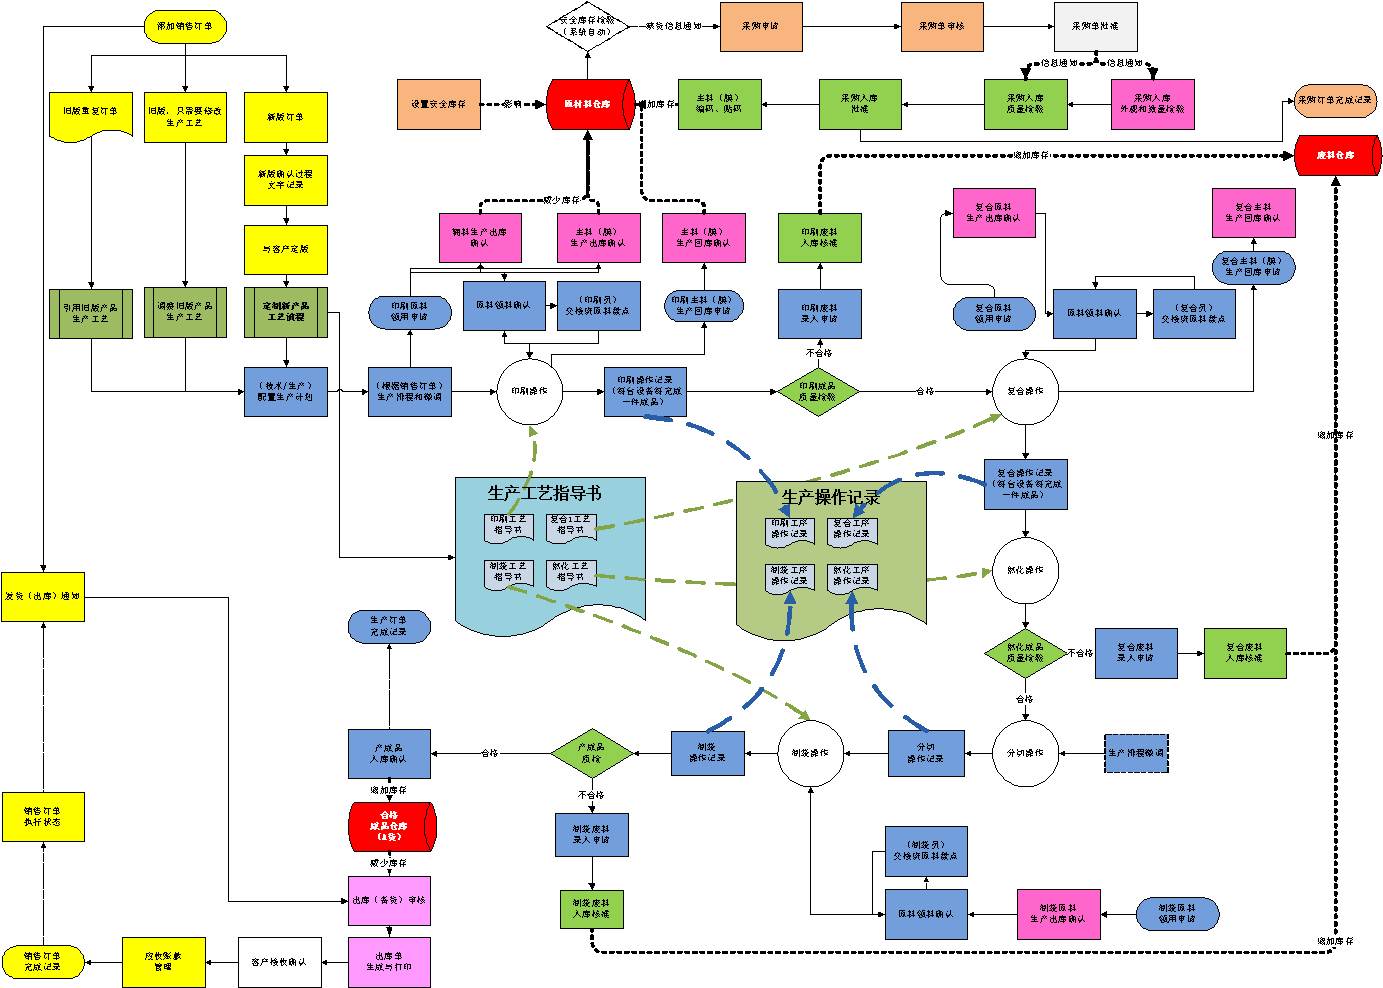 添加销售订单
安全库存检验
（系统自动）
缺货信息通知
采购申请
采购单审核
采购单批准
信息通知
信息通知
旧版重复订单
旧版，只需要修改
生产工艺
新版订单
设置安全库存
影响
原材料仓库
增加库存
主料（膜）
编码、贴码
采购入库
批准
采购入库
质量检验
采购入库
外观和质量检验
采购订单完成记录
增加库存
废料仓库
新版确认过程
文字记录
减少库存
与客户定版
辅料生产出库
确认
主料（膜）
生产出库确认
主料（膜）
生产回库确认
印刷废料
入库核准
复合原料
生产出库确认
复合主料
生产回库确认
引用旧版产品
生产工艺
调整旧版产品
生产工艺
定制新产品
工艺流程
印刷原料
领用申请
原料领料确认
（印刷员）
交接班原料盘点
印刷主料（膜）
生产回库申请
印刷废料
录入申请
复合原料
领用申请
原料领料确认
（复合员）
交接班原料盘点
复合主料（膜）
生产回库申请
不合格
（技术/生产）
配置生产计划
（根据销售订单）
生产排程和微调
印刷操作
印刷操作记录
（每台设备每完成
一件成品）
印刷成品
质量检验
合格
复合操作
增加库存
生产工艺指导书
印刷工艺
指导书
复合1工艺
指导书
制袋工艺
指导书
熟化工艺
指导书
生产操作记录
印刷工序
操作记录
复合工序
操作记录
制袋工序
操作记录
熟化工序
操作记录
复合操作记录
（每台设备每完成
一件成品）
熟化操作
发货（出库）通知
生产订单
完成记录
熟化成品
质量检验
不合格
复合废料
录入申请
复合废料
入库核准
合格
产成品
入库确认
合格
产成品
质检
制袋
操作记录
制袋操作
分切
操作记录
分切操作
生产排程微调
增加库存
不合格
销售订单
执行状态
合格
成品仓库
（A货）
制袋废料
录入申请
（制袋员）
交接班原料盘点
减少库存
出库（备货）审核
制袋废料
入库核准
原料领料确认
制袋原料
生产出库确认
制袋原料
领用申请
增加库存
销售订单
完成记录
应收账款
管理
客户接收确认
出库单
生成与打印